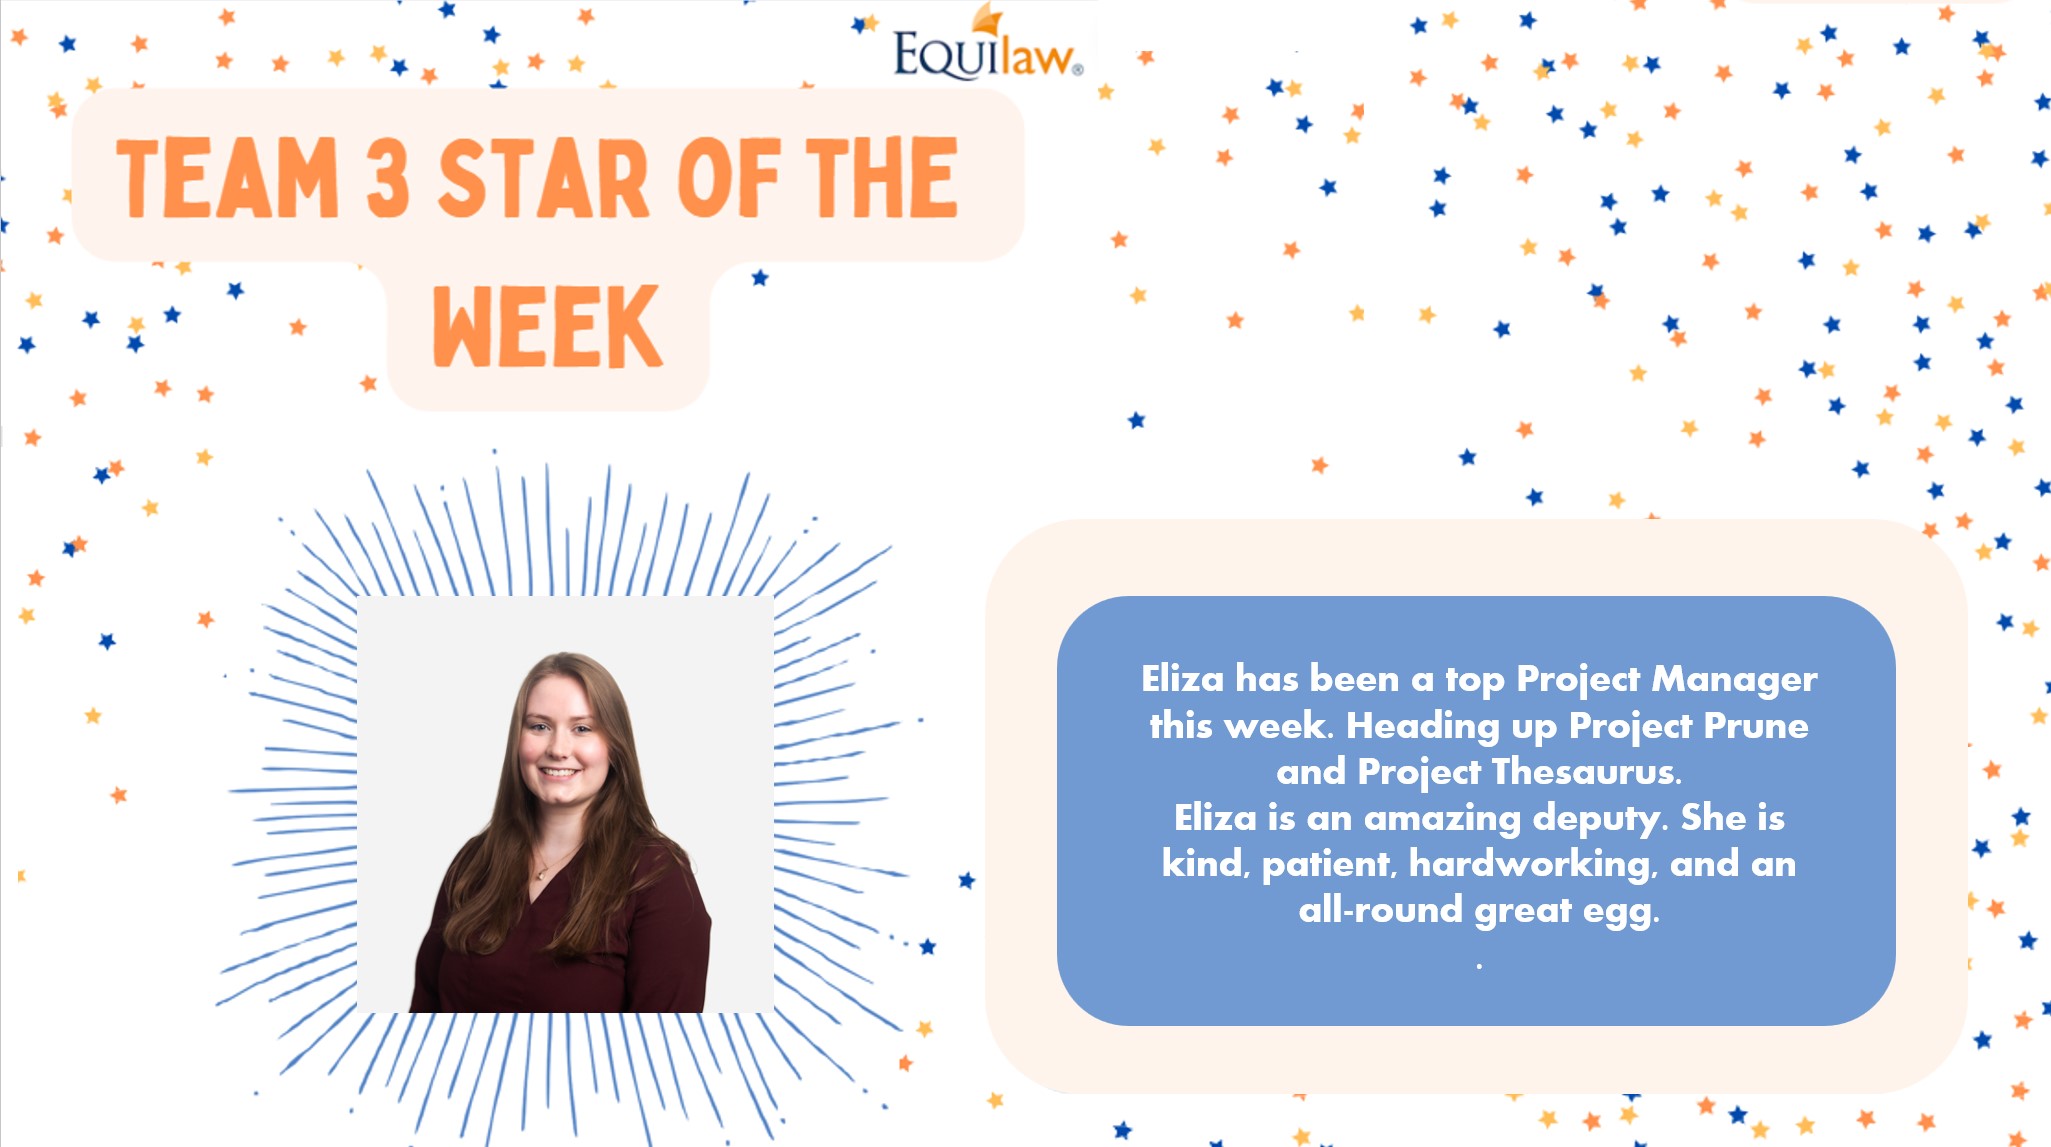 EQUIlaw®
TEAM 3 STAR OF THE
WEEK
Eliza has been a top Project Manager
this week. Heading up Project Prune
and Project Thesaurus.
Eliza is an amazing deputy. She is
kind, patient, hardworking, and an
all-round great egg.
.